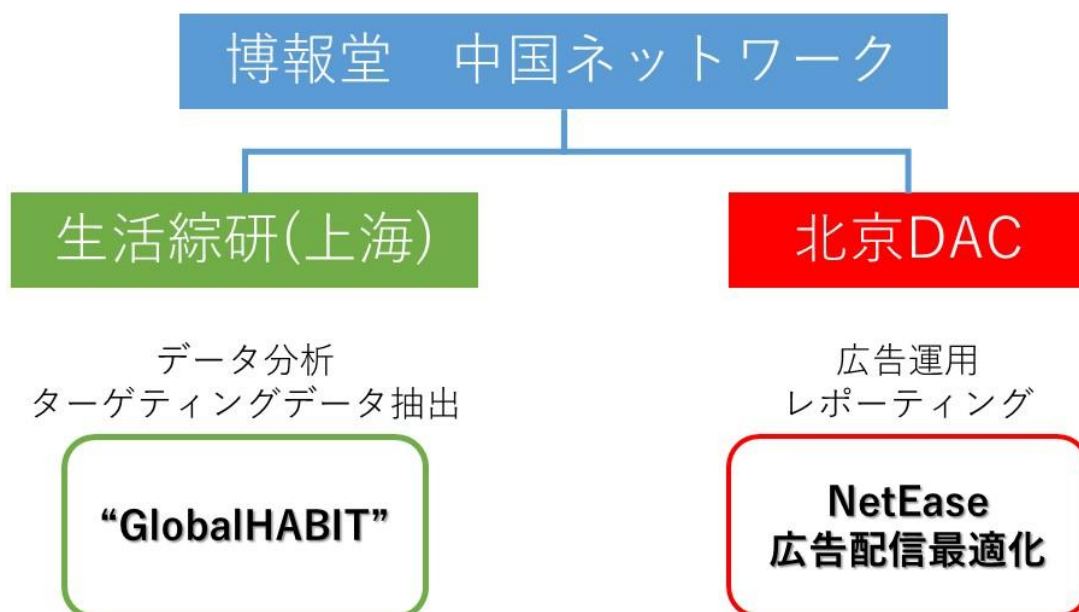 博報堂　中国ネットワーク
生活綜研(上海)
北京DAC
データ分析
ターゲティングデータ抽出
広告運用
レポーティング
“GlobalHABIT”
NetEase
広告配信最適化